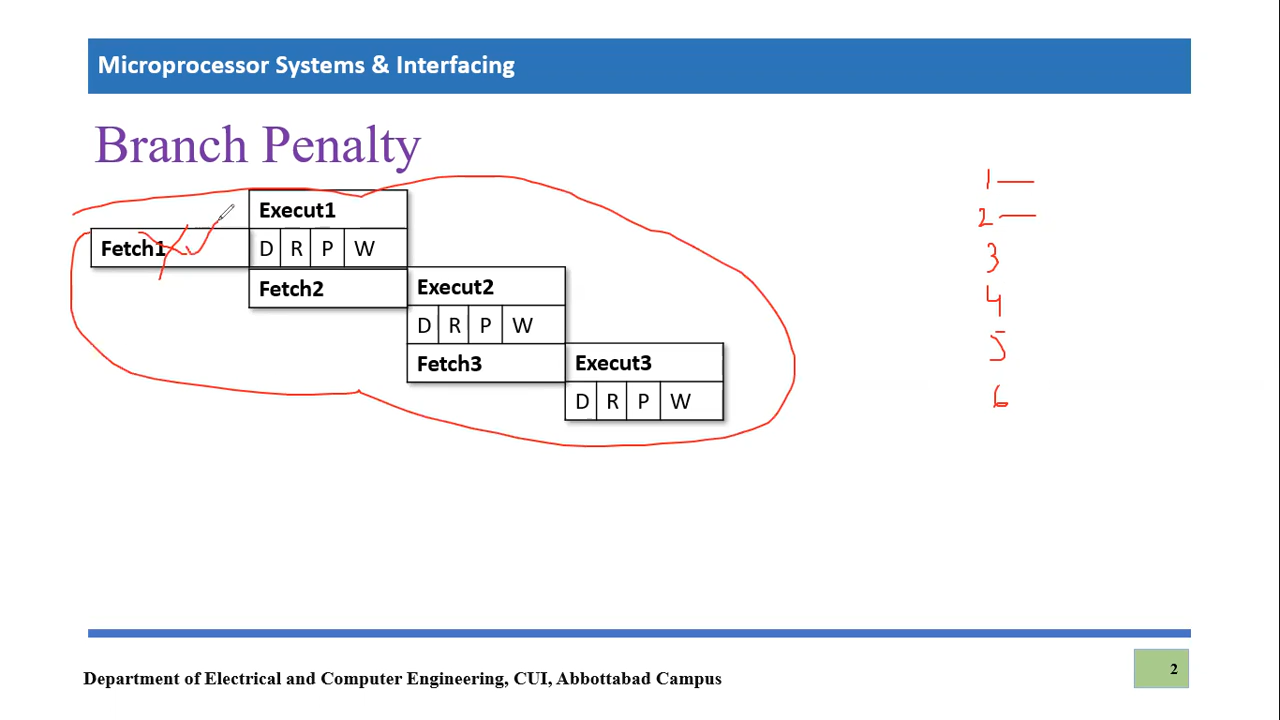 Microprocessor Systems & Interfacing
Branch Penalty
Execut1
Fetch1 D R P W
Fetch2 Execut2
D R P W
Fetch3 Execut3
D R P W
1
2
3
4
5
6
Department of Electrical and Computer Engineering, CUI, Abbottabad Campus
2